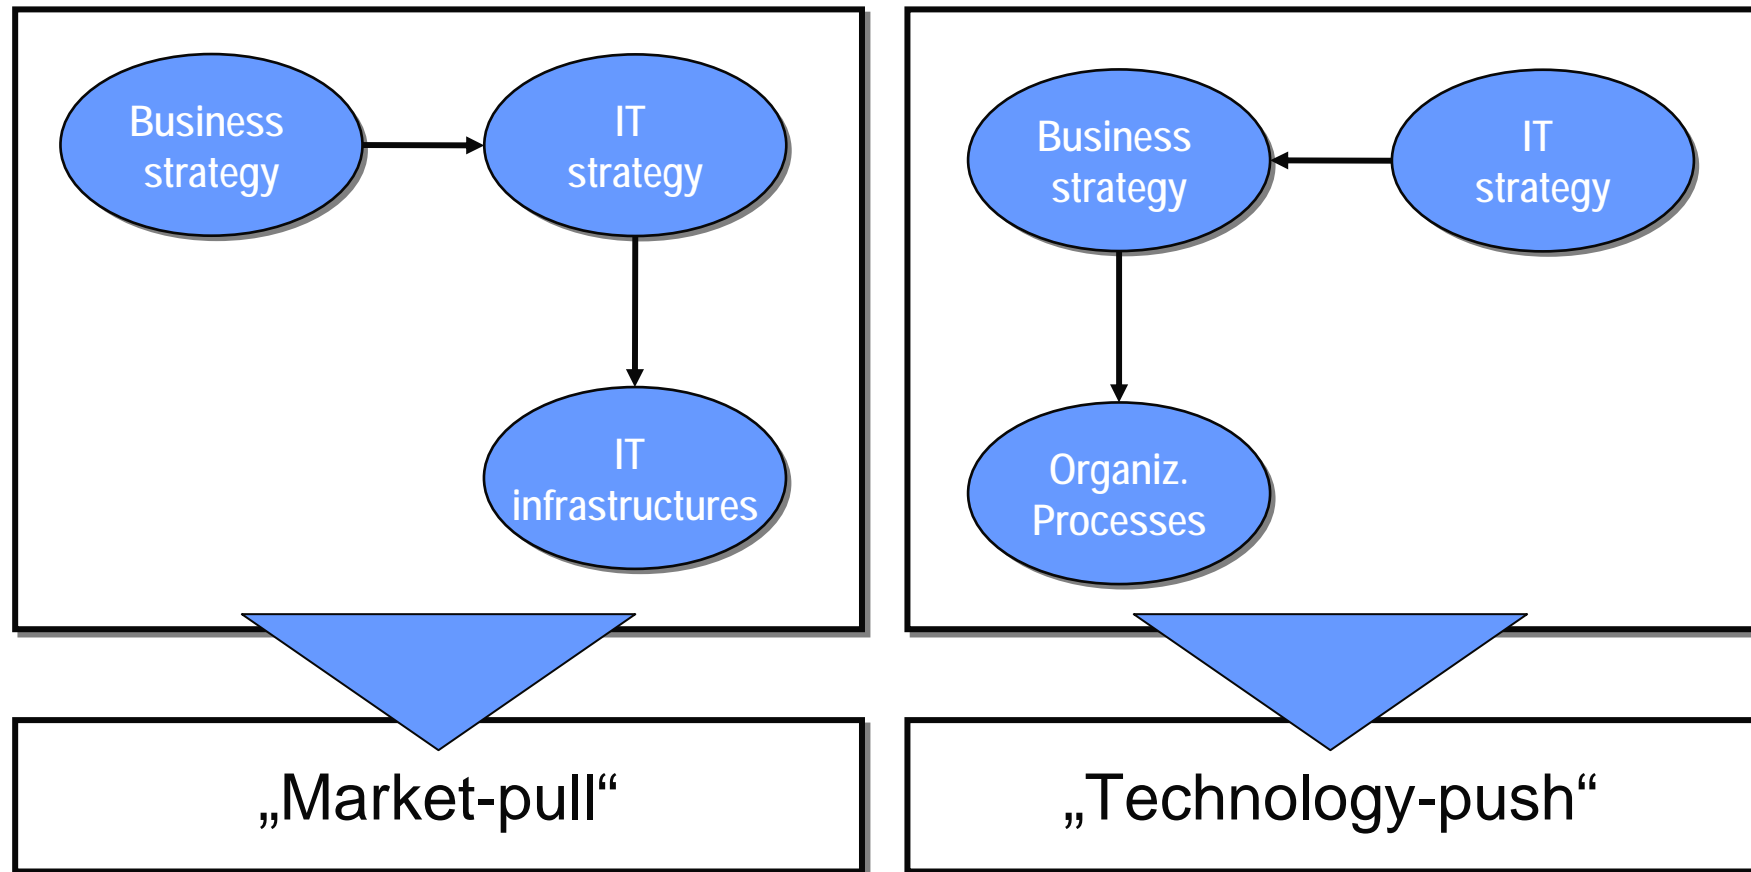 Business
strategy
IT
strategy
IT
infrastructures
„Market-pull“
Business
strategy
IT
strategy
Organiz.
Processes
„Technology-push“